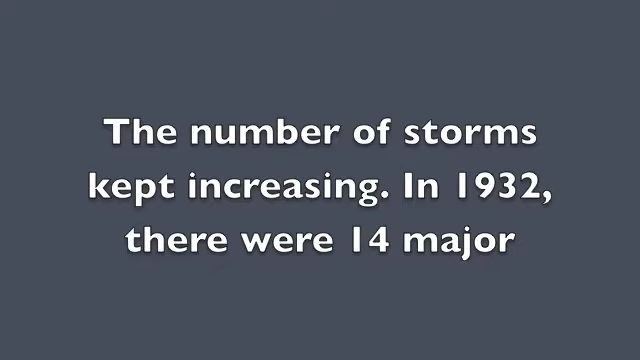 The number of storms
kept increasing. In 1932,
there were 14 major